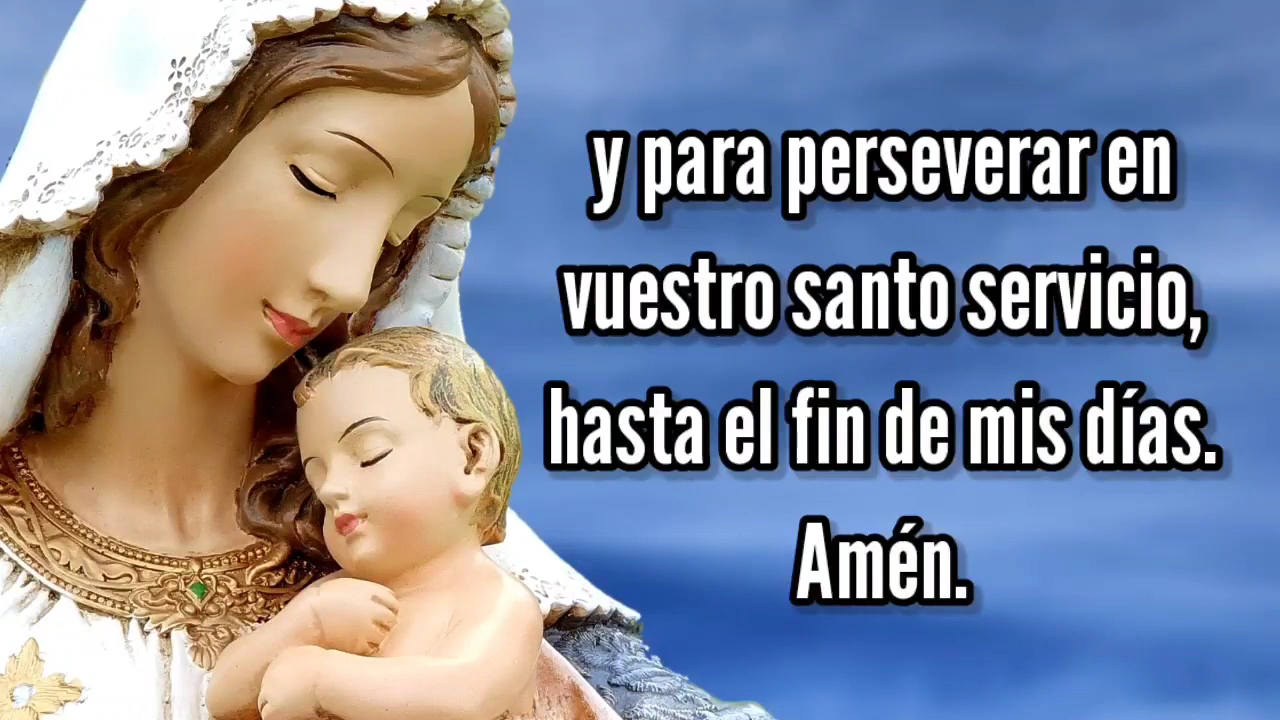 y para perseverar en
vuestro santo servicio,
hasta el fin de mis días.
Amén.